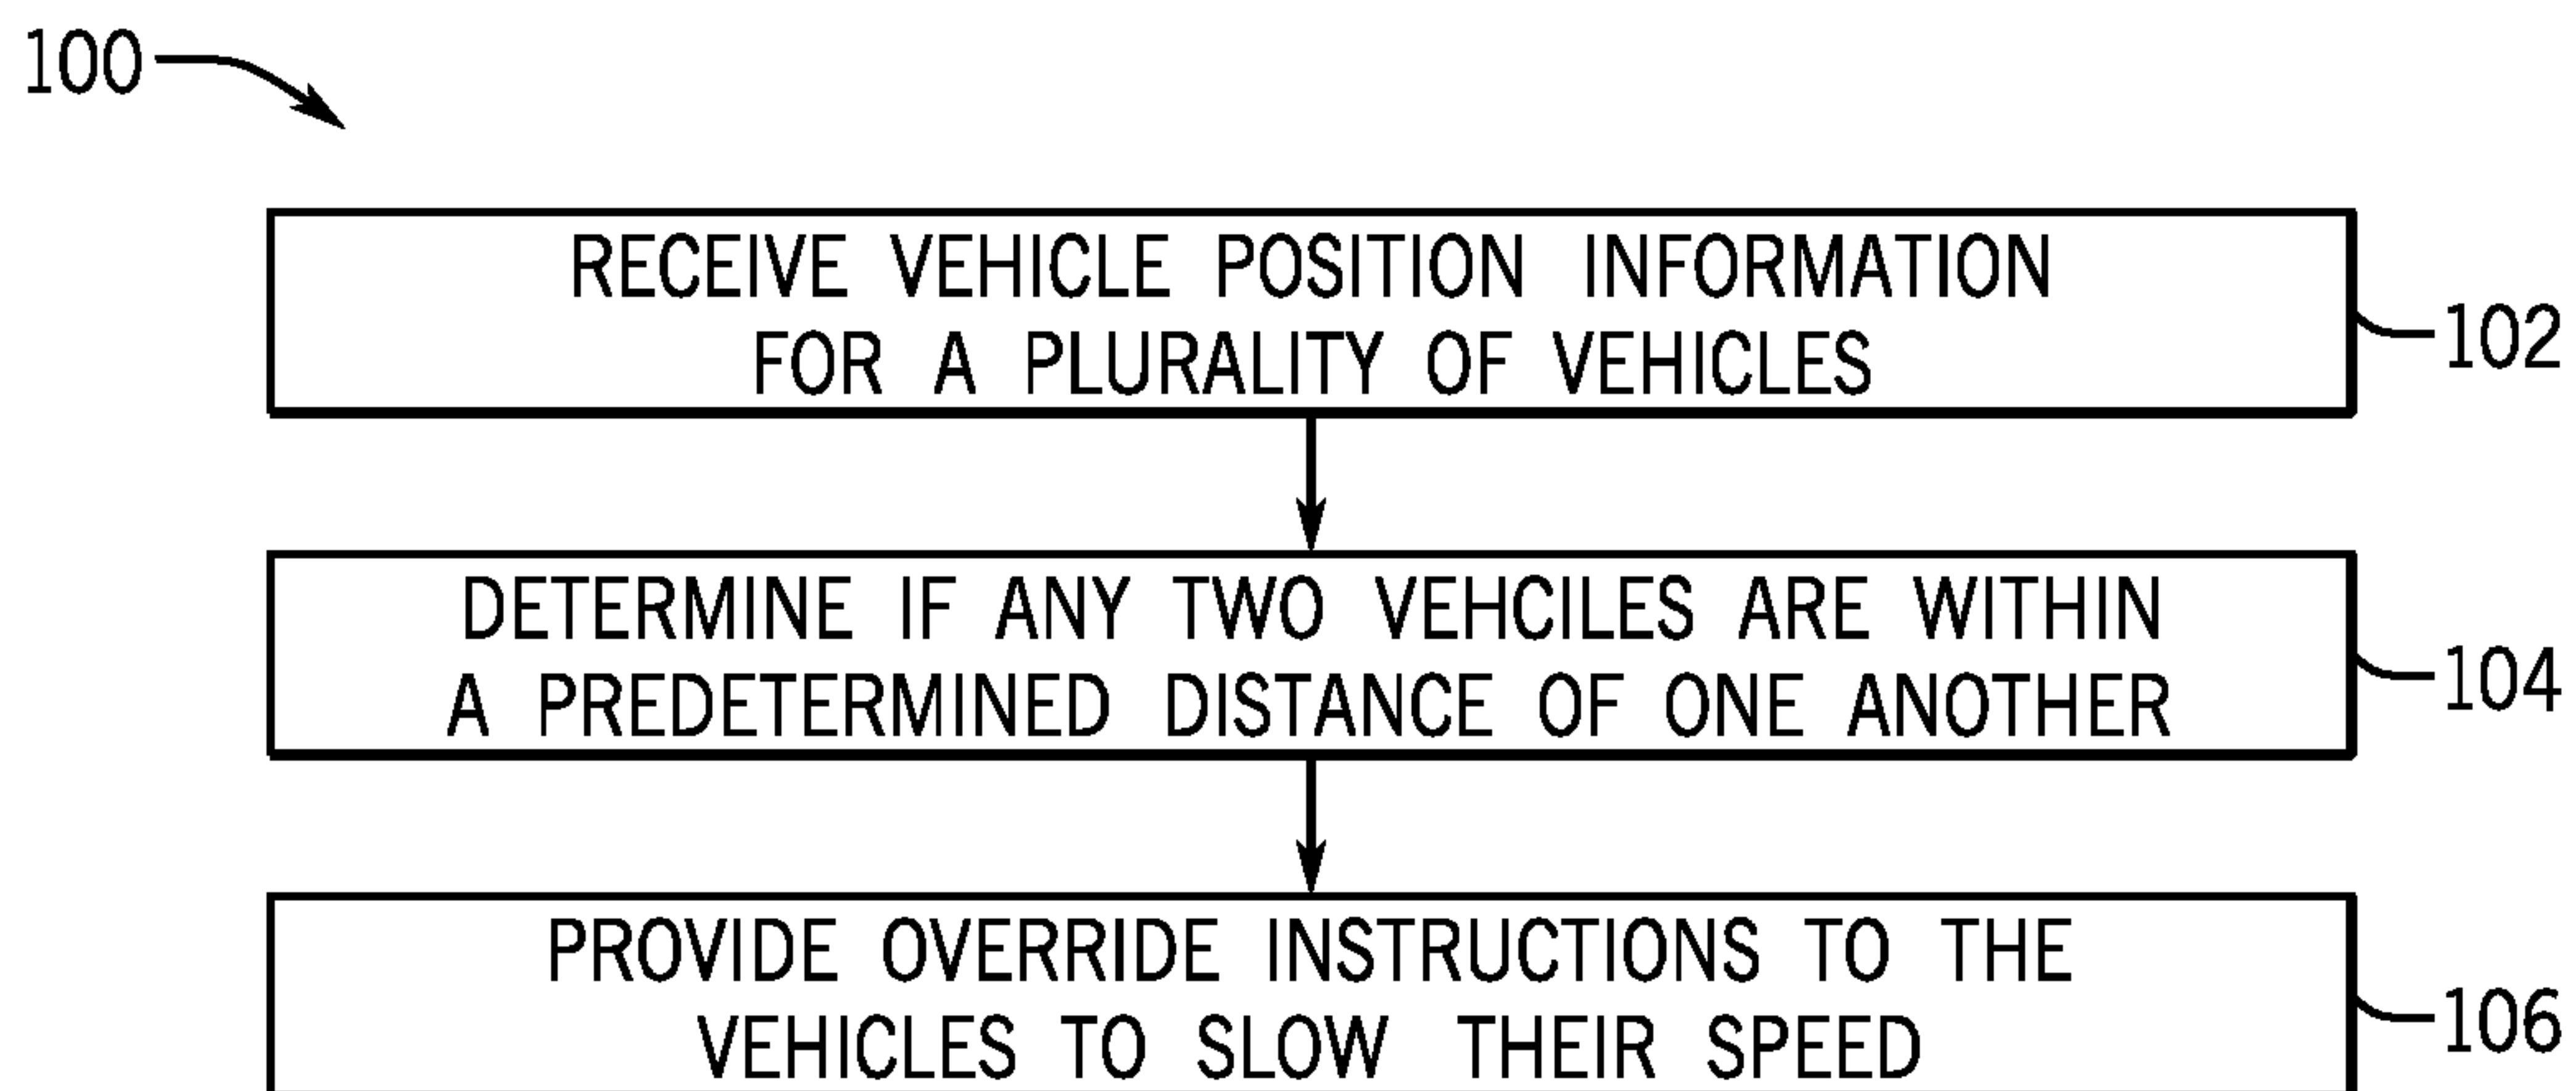 100
RECEIVE VEHICLE POSITION INFORMATION
FOR A PLURALITY OF VEHICLES
102
DETERMINE IF ANY TWO VEHCILES ARE WITHIN
A PREDETERMINED DISTANCE OF ONE ANOTHER
104
PROVIDE OVERRIDE INSTRUCTIONS TO THE
VEHICLES TO SLOW THEIR SPEED
106